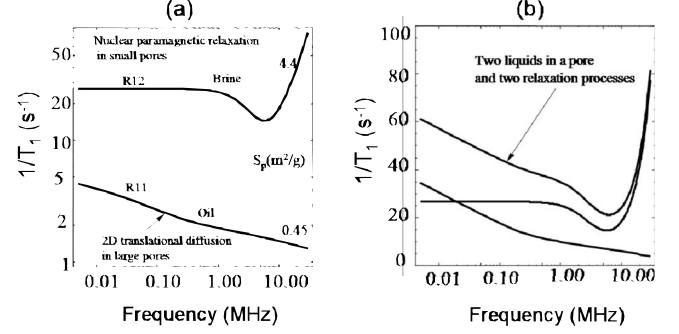 (a)
Nuclear paramagnetic relaxation
in small pores
4.4
R12
Brine
Sp(m²/g)
R11
Oil
0.45
2D translational diffusion
in large pores
50
20
10
5
2
1
1/T₁ (s⁻¹)
0.01 0.10 1.00 10.00
Frequency (MHz)
(b)
Two liquids in a pore
and two relaxation processes
100
80
60
40
20
0
1/T₁ (s⁻¹)
0.01 0.10 1.00 10.00
Frequency (MHz)